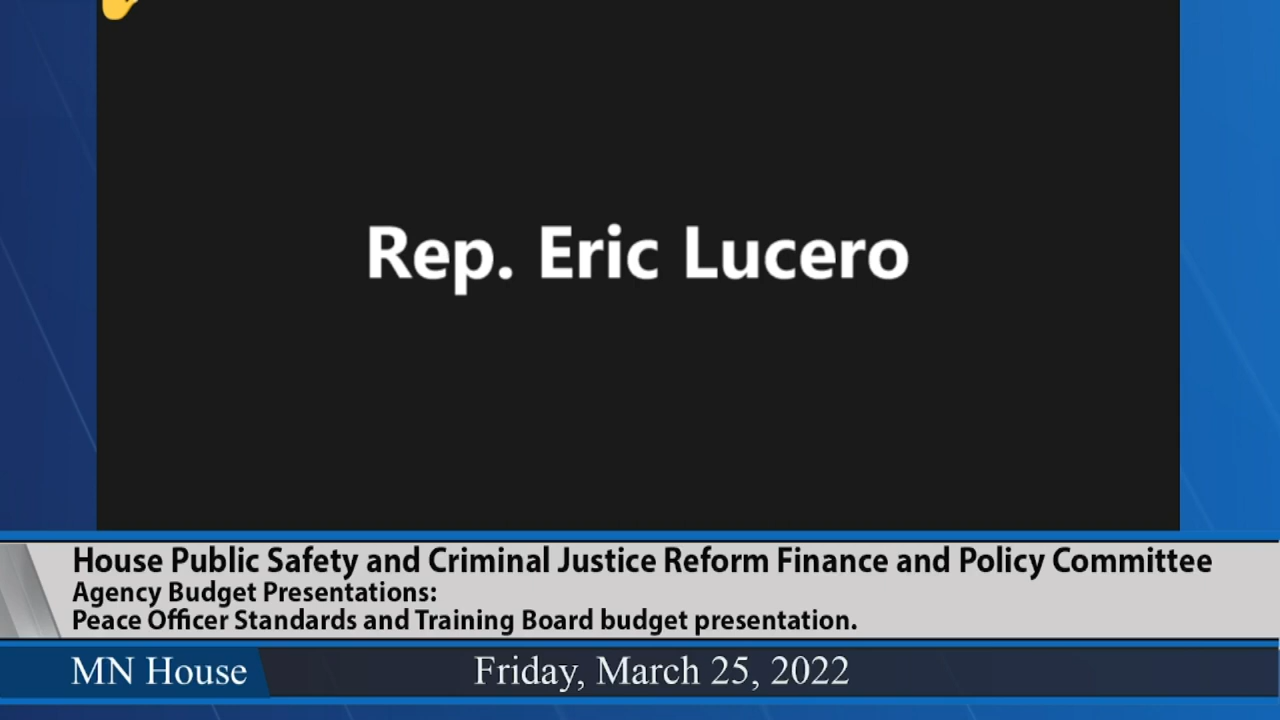 Rep. Eric Lucero
House Public Safety and Criminal Justice Reform Finance and Policy Committee
Agency Budget Presentations:
Peace Officer Standards and Training Board budget presentation.
MN House
Friday, March 25, 2022